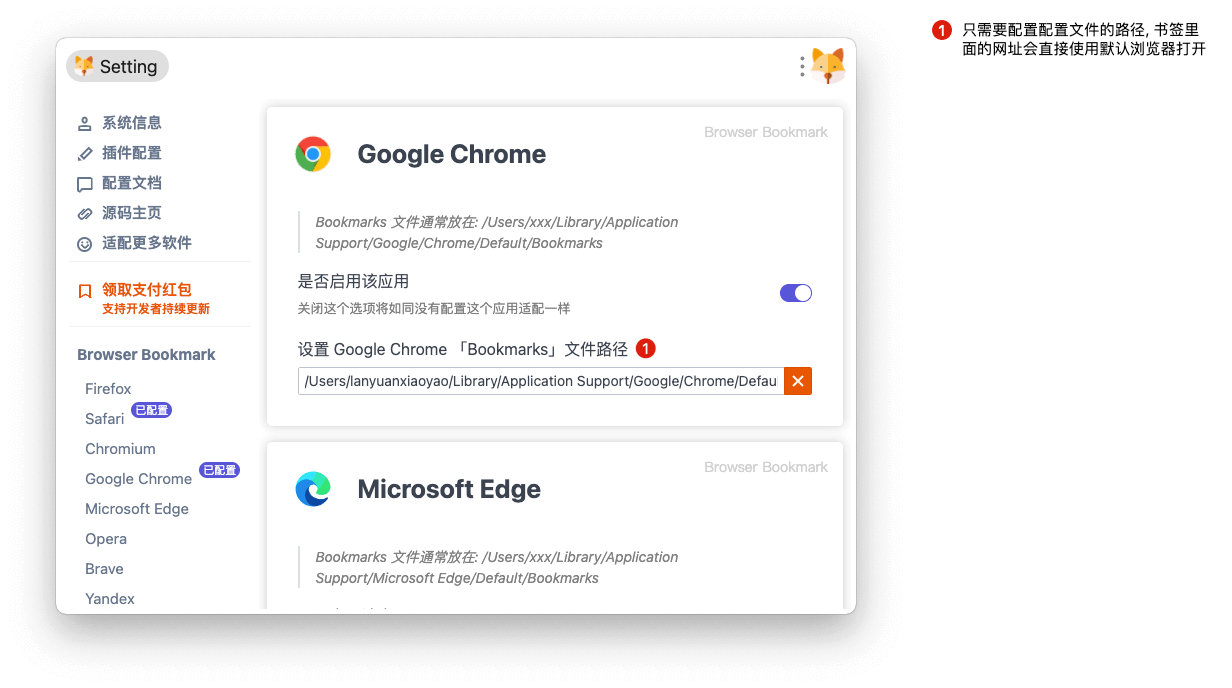 Setting
系统信息
插件配置
配置文档
源码主页
适配更多软件
领取支付红包
支持开发者持续更新
Browser Bookmark
Firefox
Safari 已配置
Chromium
Google Chrome 已配置
Microsoft Edge
Opera
Brave
Yandex
Browser Bookmark
Google Chrome
Bookmarks 文件通常放在: /Users/xxx/Library/Application
Support/Google/Chrome/Default/Bookmarks
是否启用该应用
关闭这个选项将如同没有配置这个应用适配一样
设置 Google Chrome 「Bookmarks」文件路径 1
/Users/lanyuanxiaoyao/Library/Application Support/Google/Chrome/Defau
Browser Bookmark
Microsoft Edge
Bookmarks 文件通常放在: /Users/xxx/Library/Application
Support/Microsoft Edge/Default/Bookmarks
1 只需要配置配置文件的路径, 书签里
面的网址会直接使用默认浏览器打开